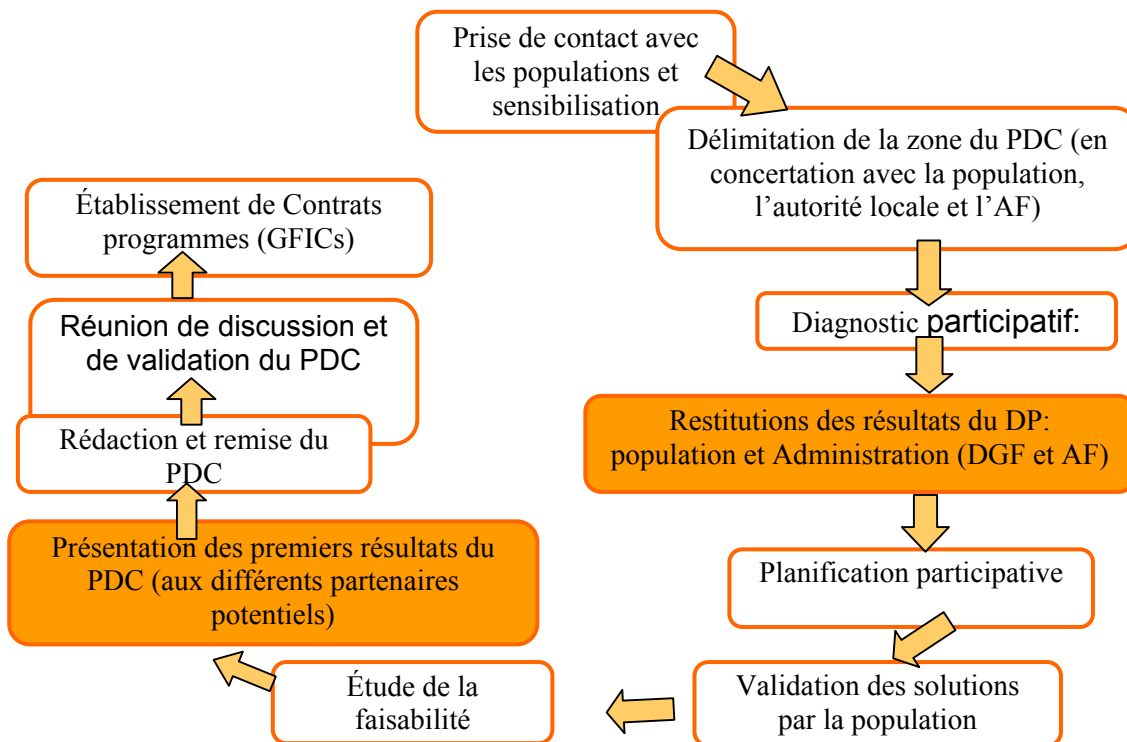 Prise de contact avec
les populations et
sensibilisation
Délimitation de la zone du PDC (en
concertation avec la population,
l’autorité locale et l’AF)
Diagnostic participatif:
Restitutions des résultats du DP:
population et Administration (DGF et AF)
Planification participative
Validation des solutions
par la population
Étude de la
faisabilité
Présentation des premiers résultats du
PDC (aux différents partenaires
potentiels)
Rédaction et remise du
PDC
Réunion de discussion et
de validation du PDC
Établissement de Contrats
programmes (GFICs)